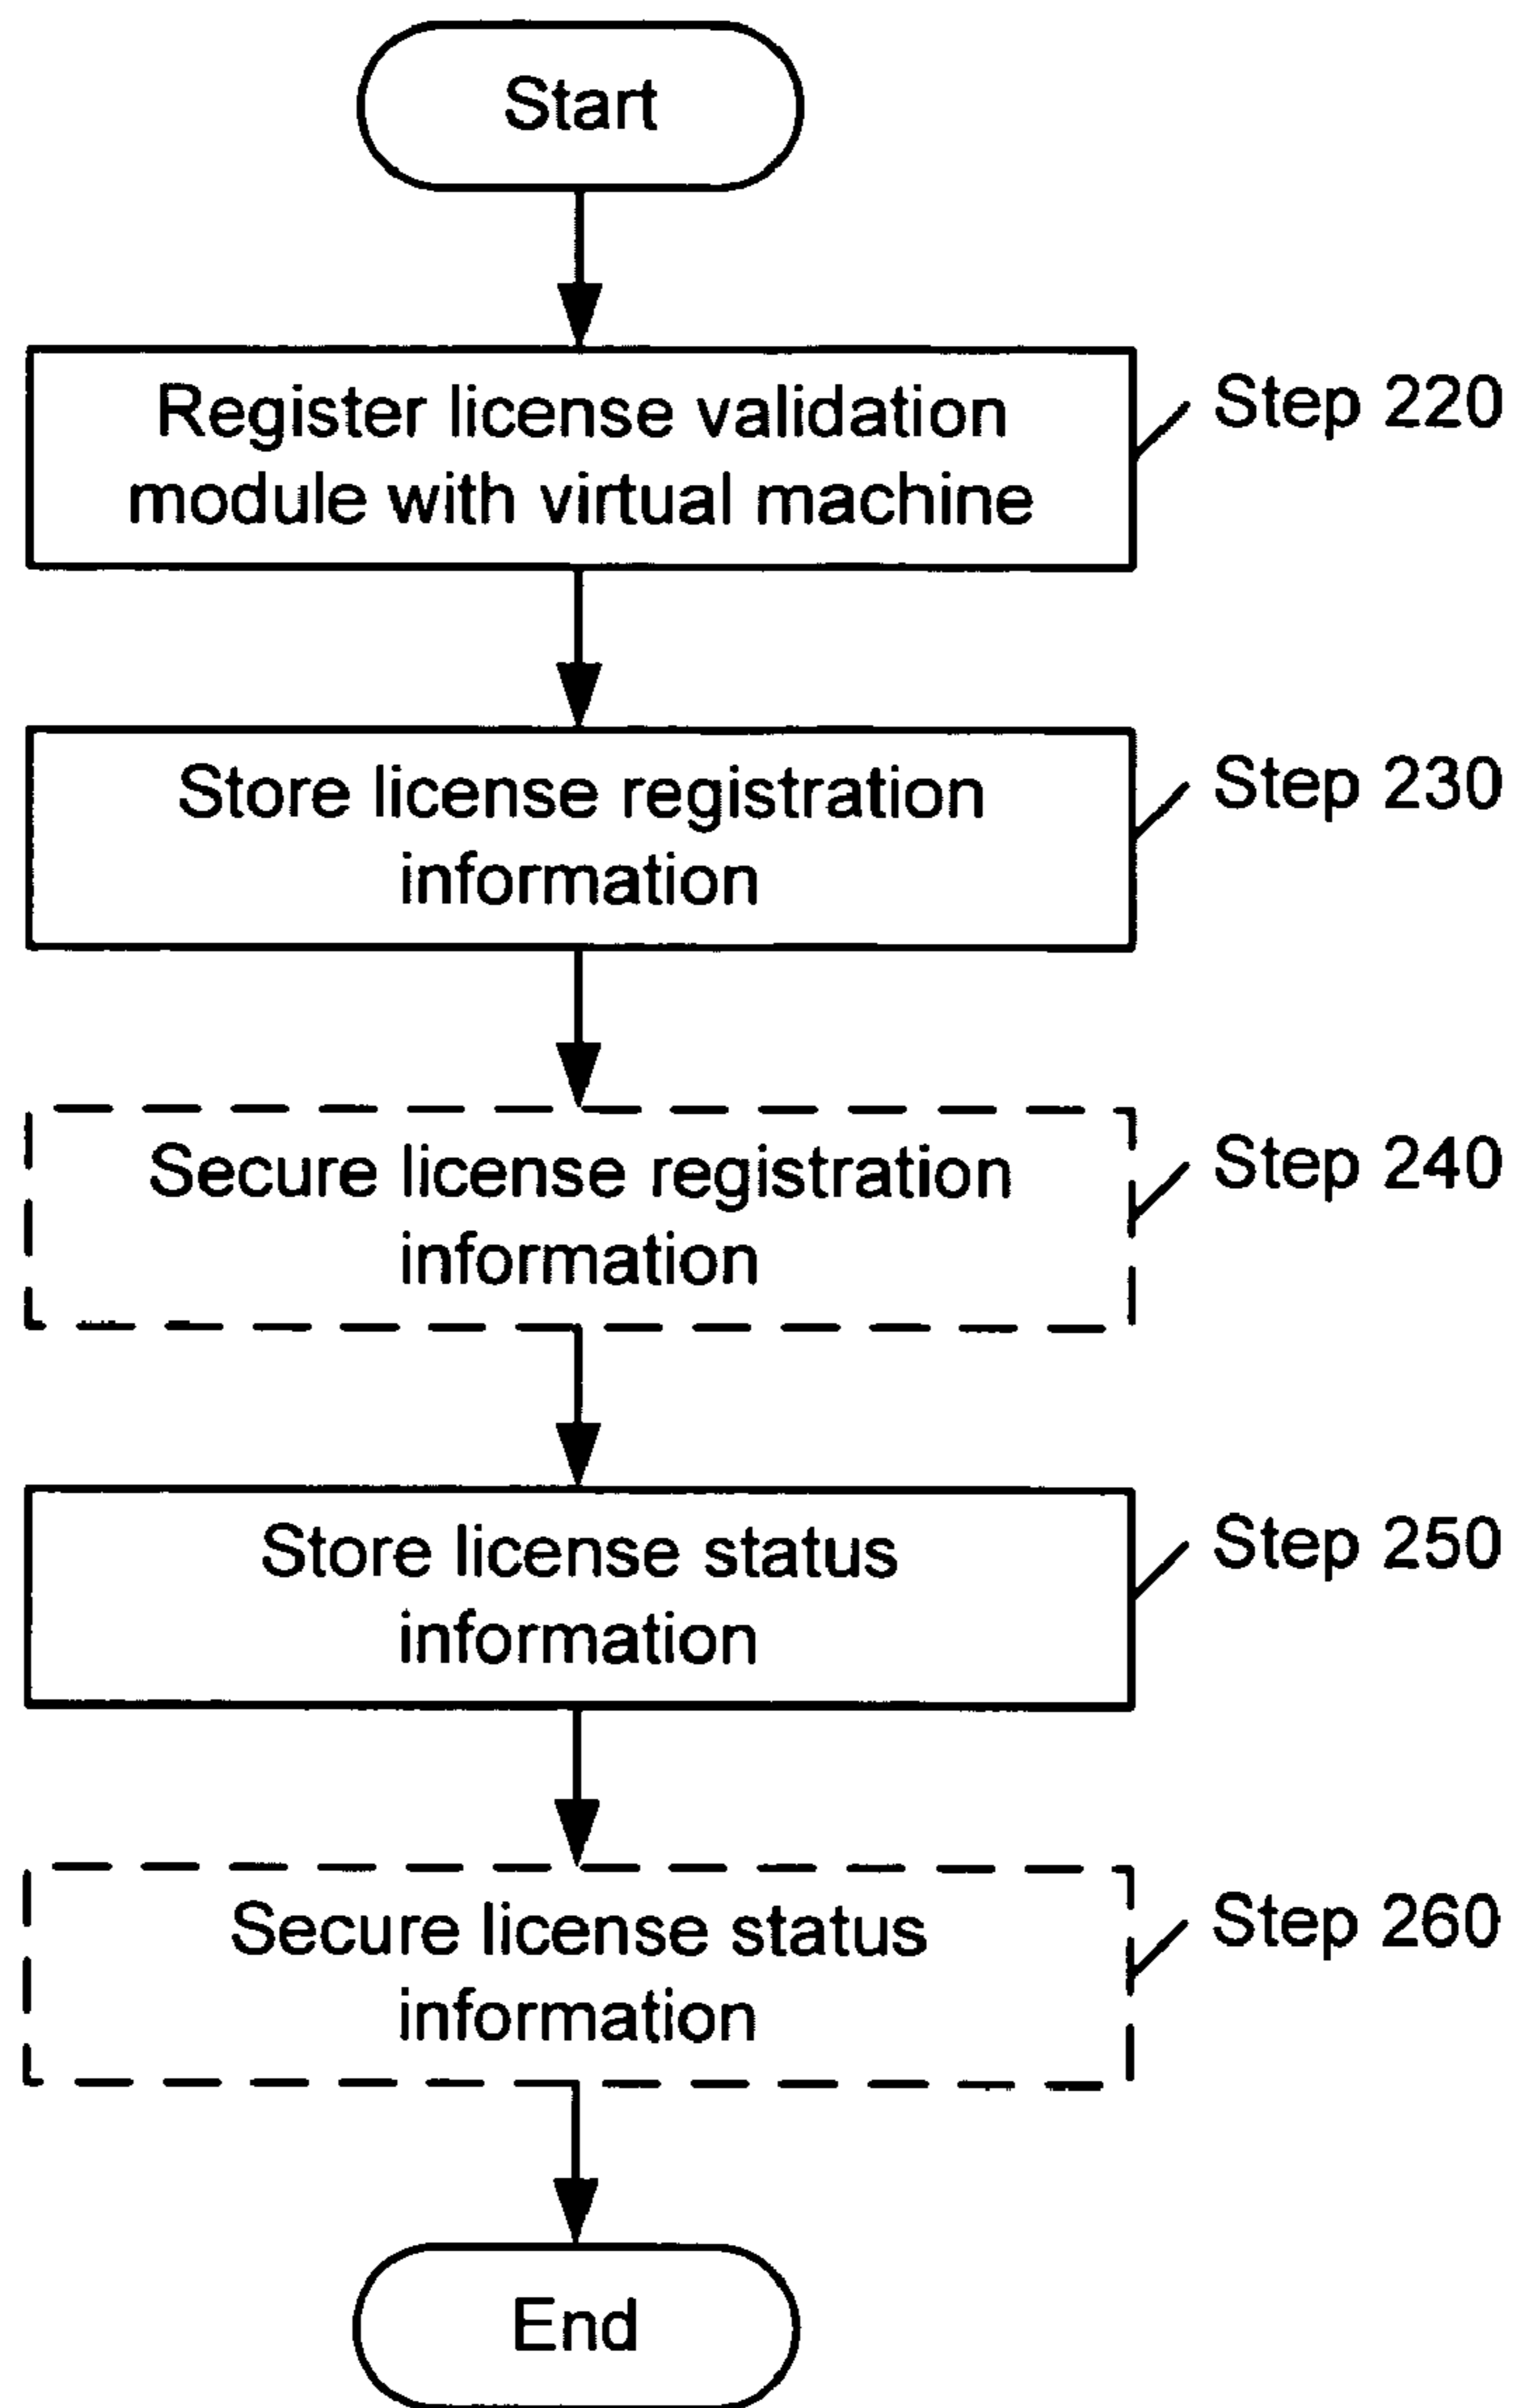 Start
Register license validation
module with virtual machine
Step 220
Store license registration
information
Step 230
Secure license registration
information
Step 240
Store license status
information
Step 250
Secure license status
information
Step 260
End